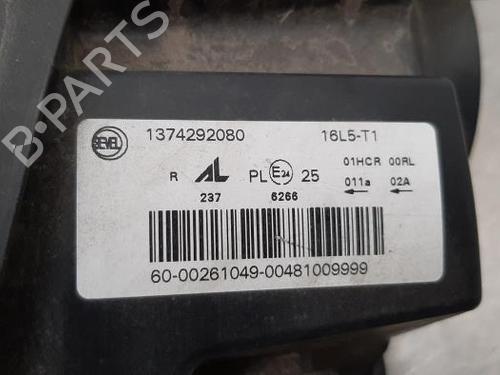 SEVEL 1374292080 16L5-T1
R AL PL E24 25 01HCR 00RL
237 6266 011a 02A
60-00261049-00481009999
B-PARTS